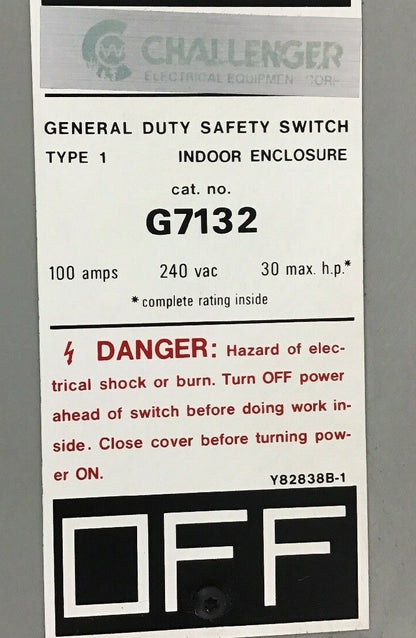 CHALLENGER
ELECTRICAL EQUIPMEN CORP
GENERAL DUTY SAFETY SWITCH
TYPE 1 INDOOR ENCLOSURE
cat. no.
G7132
100 amps 240 vac 30 max. h.p.*
*complete rating inside
DANGER: Hazard of elec-
trical shock or burn. Turn OFF power
ahead of switch before doing work in-
side. Close cover before turning pow-
er ON.
Y82838B-1
OFF